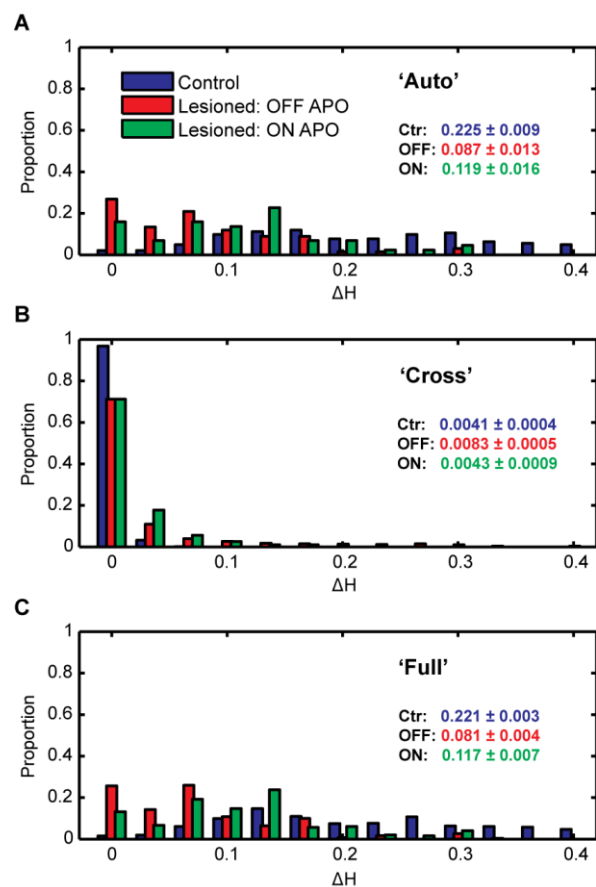 A
1
0.8
0.6
0.4
0.2
0
Proportion
Control
Lesioned: OFF APO
Lesioned: ON APO
'Auto'
Ctr: 0.225 ± 0.009
OFF: 0.087 ± 0.013
ON: 0.119 ± 0.016
0 0.1 0.2 0.3 0.4
ΔH
B
1
0.8
0.6
0.4
0.2
0
Proportion
'Cross'
Ctr: 0.0041 ± 0.0004
OFF: 0.0083 ± 0.0005
ON: 0.0043 ± 0.0009
0 0.1 0.2 0.3 0.4
ΔH
C
1
0.8
0.6
0.4
0.2
0
Proportion
'Full'
Ctr: 0.221 ± 0.003
OFF: 0.081 ± 0.004
ON: 0.117 ± 0.007
0 0.1 0.2 0.3 0.4
ΔH